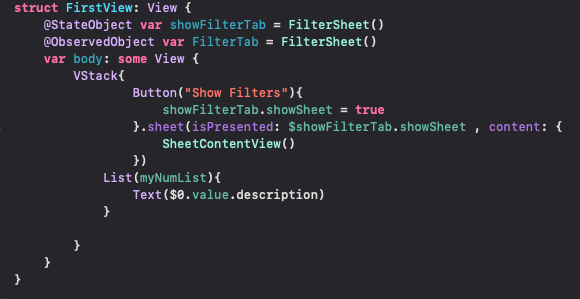 struct FirstView: View {
    @StateObject var showFilterTab = FilterSheet()
    @ObservedObject var FilterTab = FilterSheet()
    var body: some View {
        VStack{
                Button("Show Filters"){
                    showFilterTab.showSheet = true
                }.sheet(isPresented: $showFilterTab.showSheet , content: {
                    SheetContentView()
                })
            List(myNumList){
                Text($0.value.description)
            }
        }
    }
}